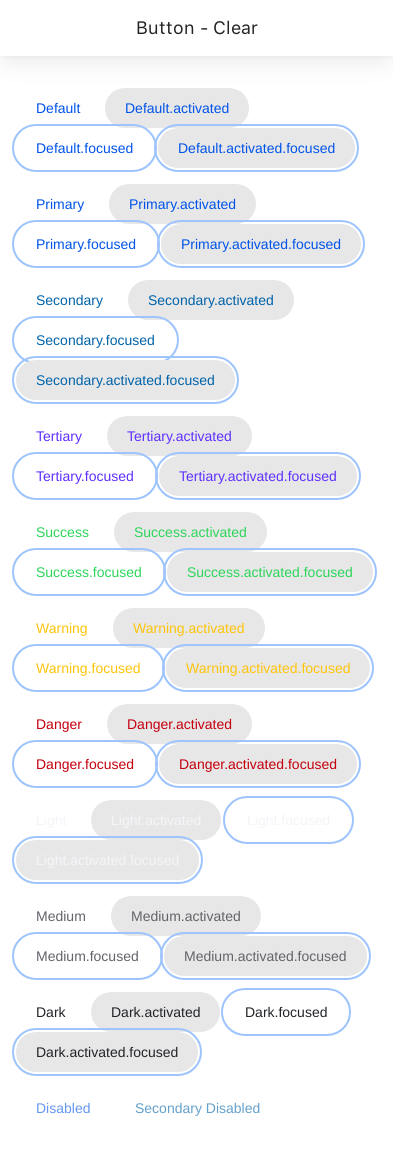 Button - Clear
Default Default.activated
Default.focused Default.activated.focused
Primary Primary.activated
Primary.focused Primary.activated.focused
Secondary Secondary.activated
Secondary.focused
Secondary.activated.focused
Tertiary Tertiary.activated
Tertiary.focused Tertiary.activated.focused
Success Success.activated
Success.focused Success.activated.focused
Warning Warning.activated
Warning.focused Warning.activated.focused
Danger Danger.activated
Danger.focused Danger.activated.focused
Light Light.activated Light.focused
Light.activated.focused
Medium Medium.activated
Medium.focused Medium.activated.focused
Dark Dark.activated Dark.focused
Dark.activated.focused
Disabled Secondary Disabled